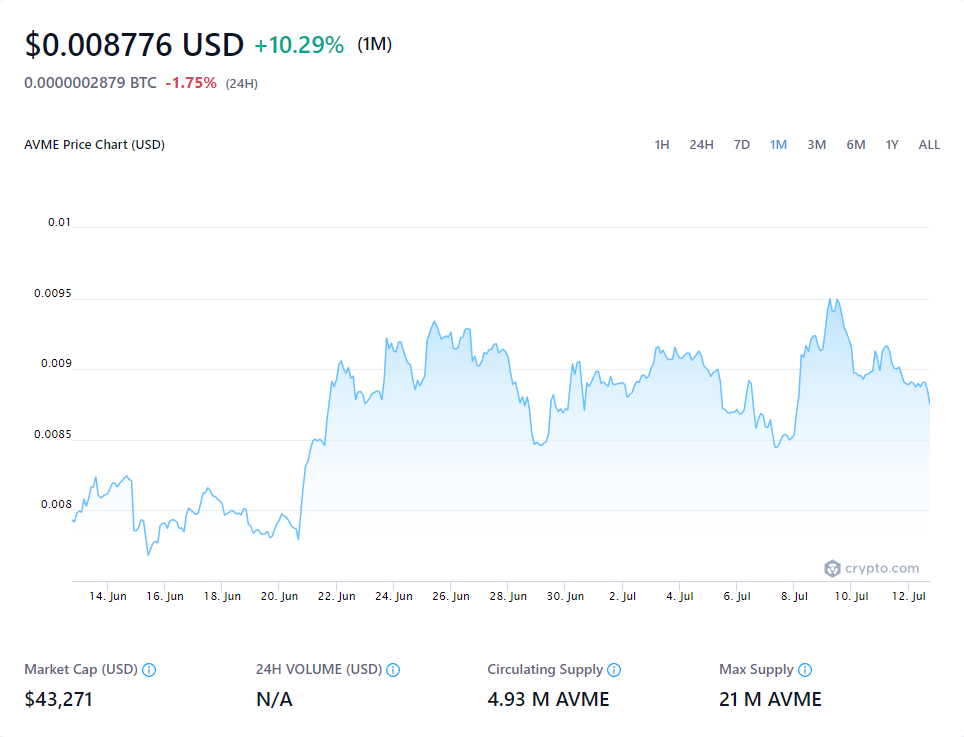 $0.008776 USD +10.29% (1M)
0.0000002879 BTC -1.75% (24H)
AVME Price Chart (USD)
1H 24H 7D 1M 3M 6M 1Y ALL
0.01
0.0095
0.009
0.0085
0.008
crypto.com
14. Jun 16. Jun 18. Jun 20. Jun 22. Jun 24. Jun 26. Jun 28. Jun 30. Jun 2. Jul 4. Jul 6. Jul 8. Jul 10. Jul 12. Jul
Market Cap (USD) 24H VOLUME (USD) Circulating Supply Max Supply
$43,271 N/A 4.93 M AVME 21 M AVME